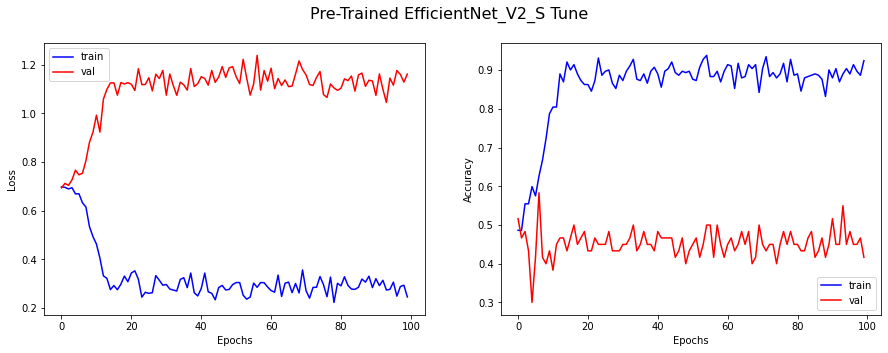 Pre-Trained EfficientNet_V2_S Tune
train
val
1.2
1.0
0.8
0.6
0.4
0.2
Loss
0
20
40
60
80
100
Epochs
0.9
0.8
0.7
0.6
0.5
0.4
0.3
Accuracy
train
val
0
20
40
60
80
100
Epochs